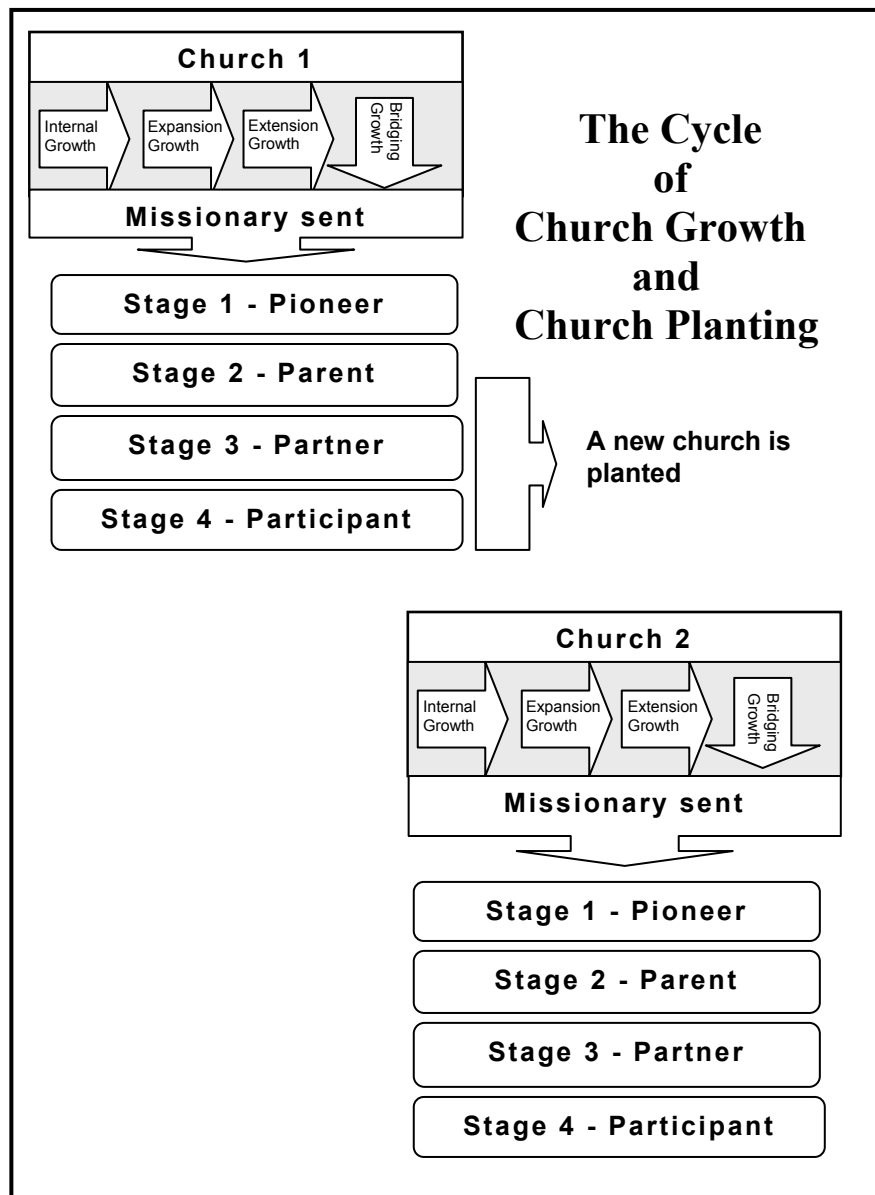 Church 1
Internal
Growth
Expansion
Growth
Extension
Growth
Bridging
Growth
Missionary sent
The Cycle
of
Church Growth
and
Church Planting
Stage 1 - Pioneer
Stage 2 - Parent
Stage 3 - Partner
Stage 4 - Participant
A new church is
planted
Church 2
Internal
Growth
Expansion
Growth
Extension
Growth
Bridging
Growth
Missionary sent
Stage 1 - Pioneer
Stage 2 - Parent
Stage 3 - Partner
Stage 4 - Participant